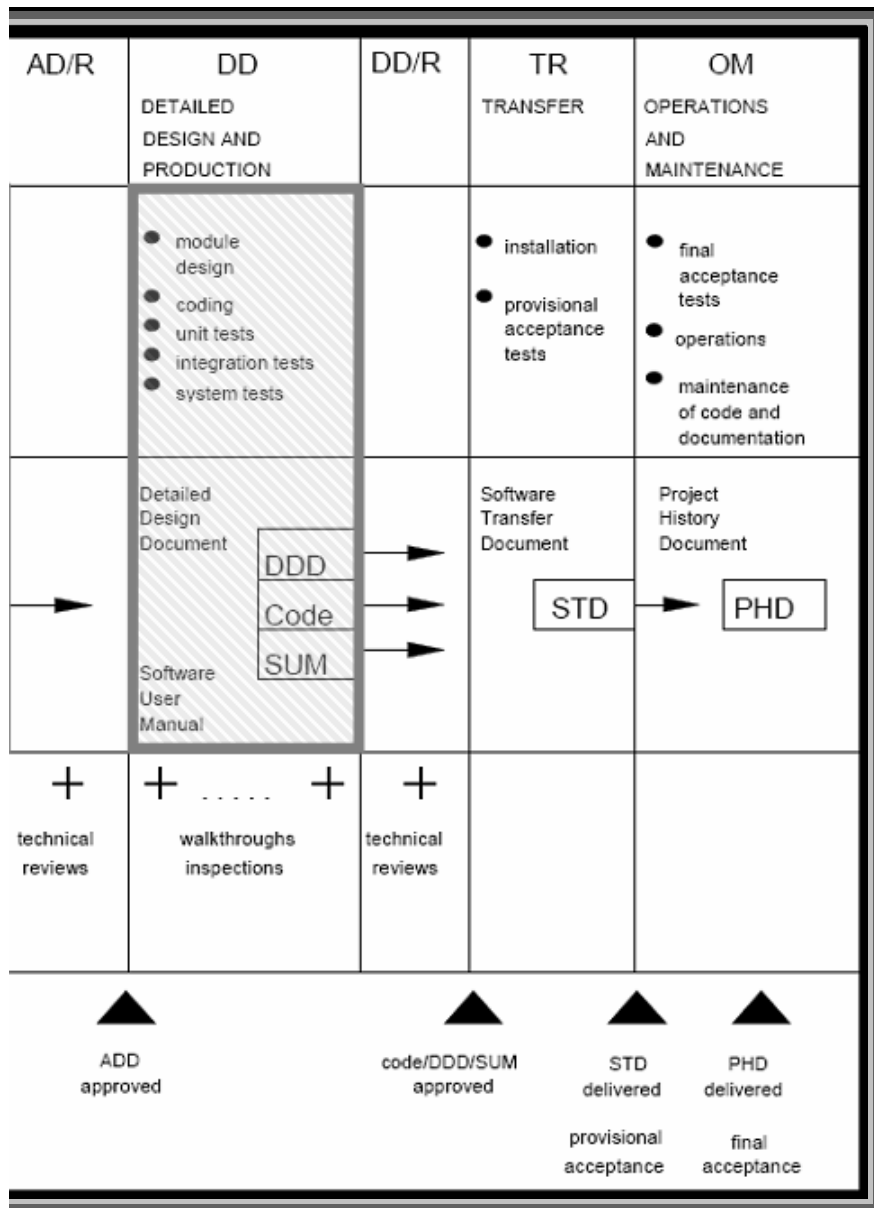 AD/R
DD
DD/R
TR
OM
DETAILED
DESIGN AND
PRODUCTION
TRANSFER
OPERATIONS
AND
MAINTENANCE
module
design
coding
unit tests
integration tests
system tests
installation
provisional
acceptance
tests
final
acceptance
tests
operations
maintenance
of code and
documentation
Detailed
Design
Document
DDD
Code
SUM
Software
User
Manual
Software
Transfer
Document
STD
Project
History
Document
PHD
technical
reviews
walkthroughs
inspections
technical
reviews
ADD
approved
code/DDD/SUM
approved
STD
delivered
provisional
acceptance
PHD
delivered
final
acceptance